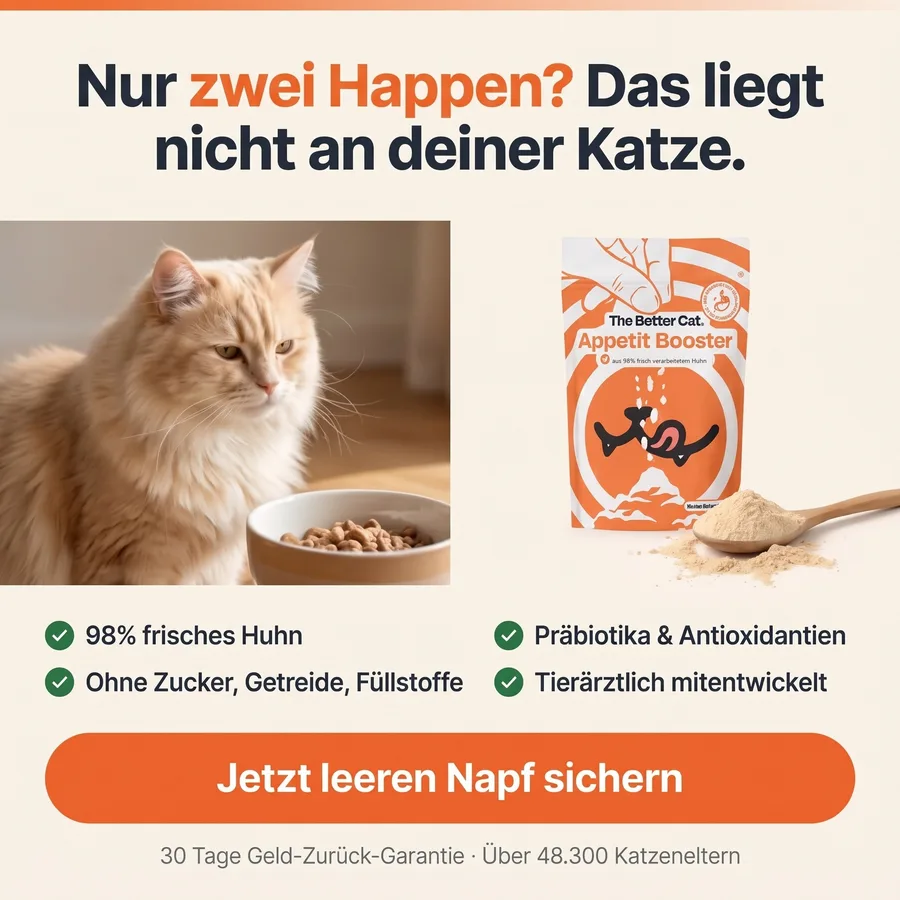 Nur zwei Happen? Das liegt
nicht an deiner Katze.
The Better Cat.
Appetit Booster
aus 98% frisch verarbeitetem Huhn
98% frisches Huhn
Präbiotika & Antioxidantien
Ohne Zucker, Getreide, Füllstoffe
Tierärztlich mitentwickelt
Jetzt leeren Napf sichern
30 Tage Geld-Zurück-Garantie · Über 48.300 Katzeneltern